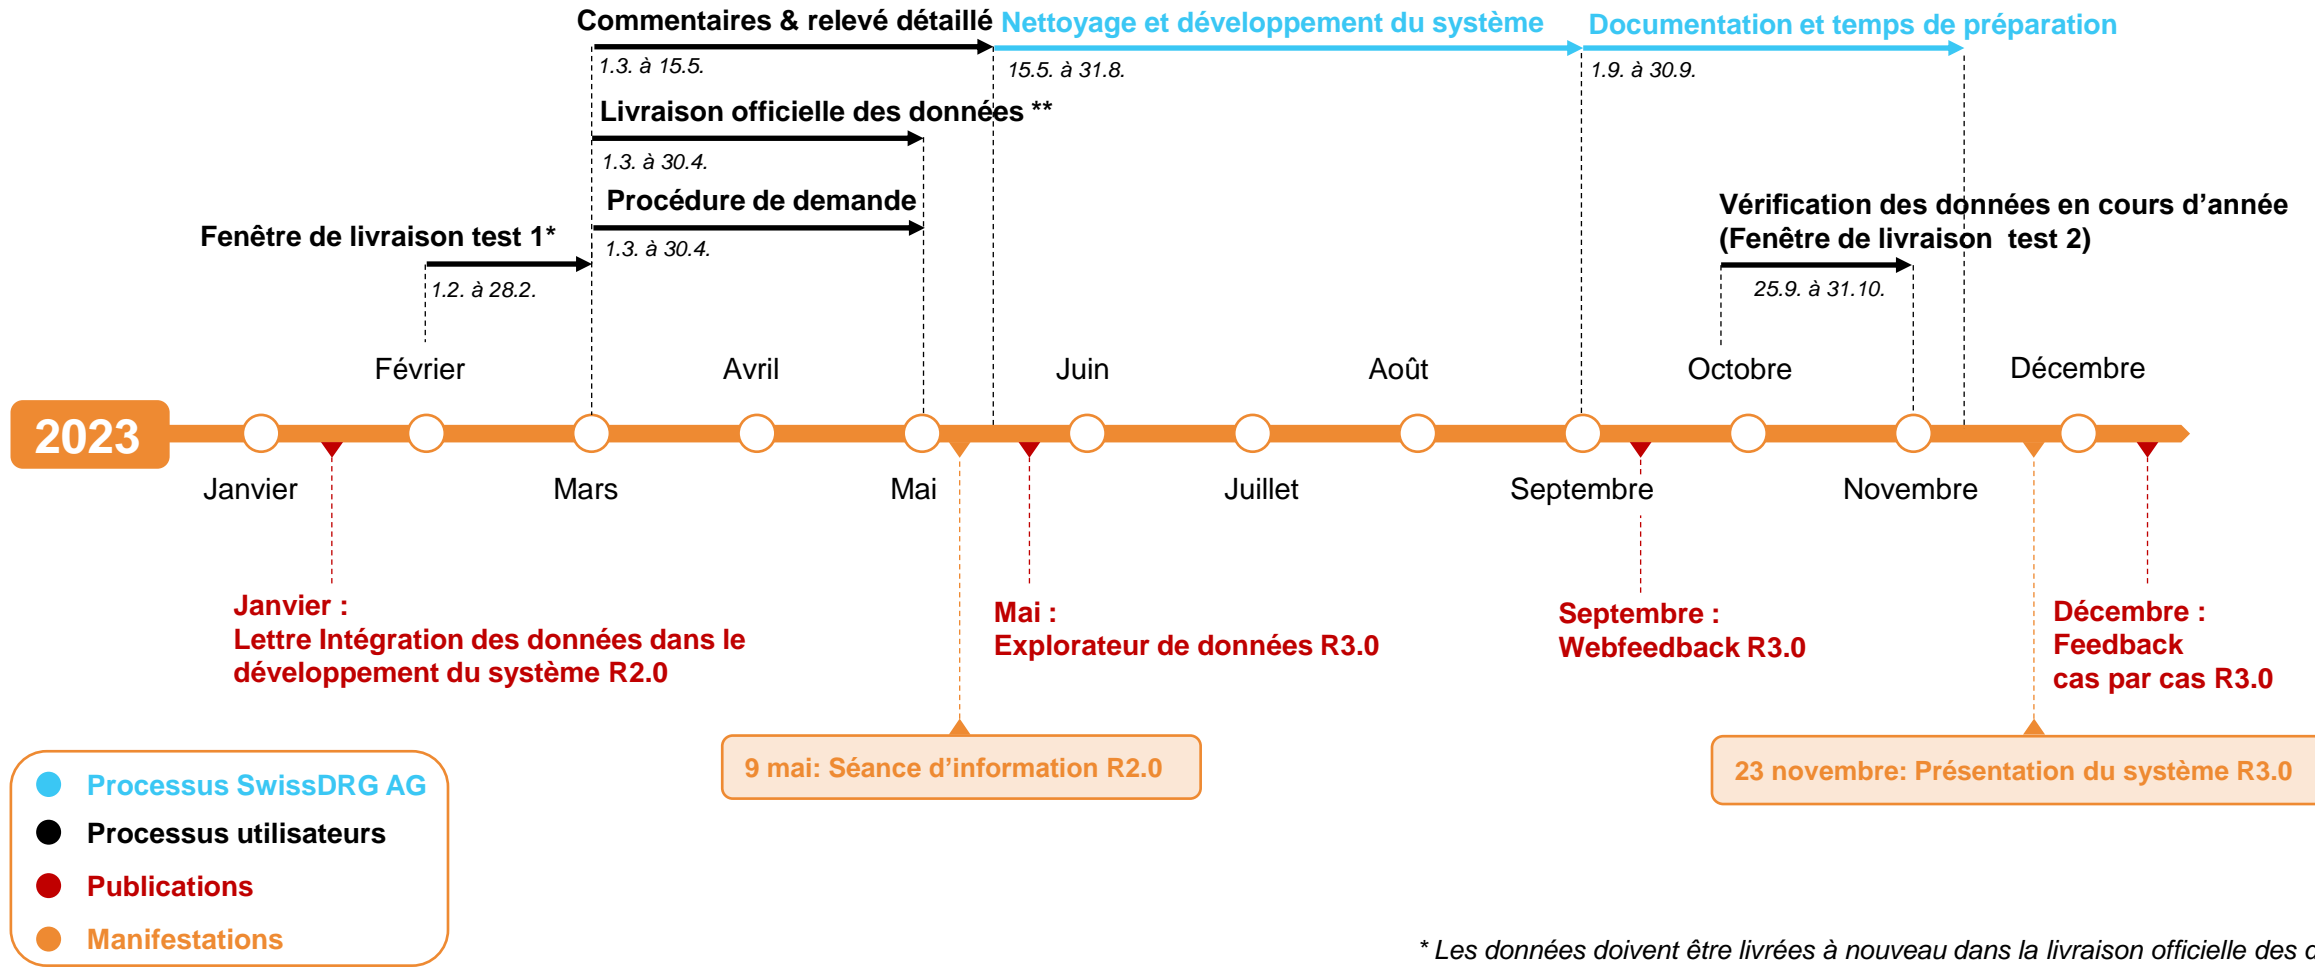 Commentaires & relevé détaillé
Nettoyage et développement du système
Documentation et temps de préparation
1.3. à 15.5.
15.5. à 31.8.
1.9. à 30.9.
Livraison officielle des données **
1.3. à 30.4.
Procédure de demande
1.3. à 30.4.
Fenêtre de livraison test 1*
1.2. à 28.2.
Vérification des données en cours d’année
(Fenêtre de livraison  test 2)
25.9. à 31.10.
Février
Avril
Juin
Août
Octobre
Décembre
2023
Janvier
Mars
Mai
Juillet
Septembre
Novembre
Janvier :
Lettre Intégration des données dans le
développement du système R2.0
Mai :
Explorateur de données R3.0
Septembre :
Webfeedback R3.0
Décembre :
Feedback
cas par cas R3.0
9 mai: Séance d’information R2.0
23 novembre: Présentation du système R3.0
Processus SwissDRG AG
Processus utilisateurs
Publications
Manifestations
* Les données doivent être livrées à nouveau dans la livraison officielle des